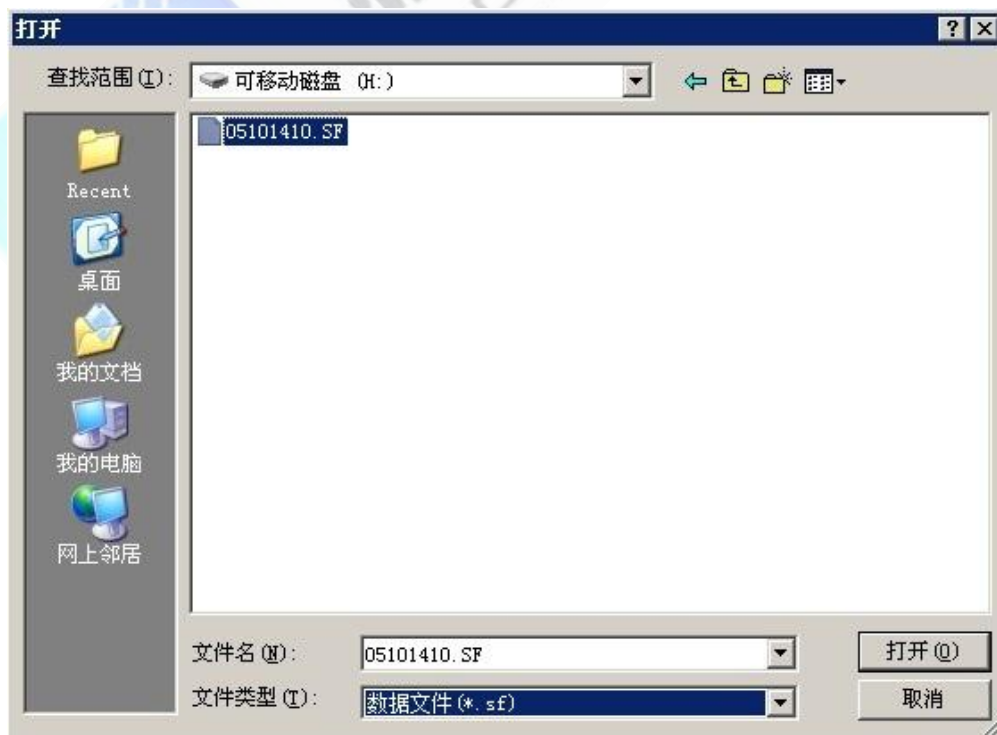 打开
查找范围(I):
可移动磁盘 (H:)
05101410.SF
Recent
桌面
我的文档
我的电脑
网上邻居
文件名(N):
05101410.SF
打开(O)
文件类型(T):
数据文件(*.sf)
取消